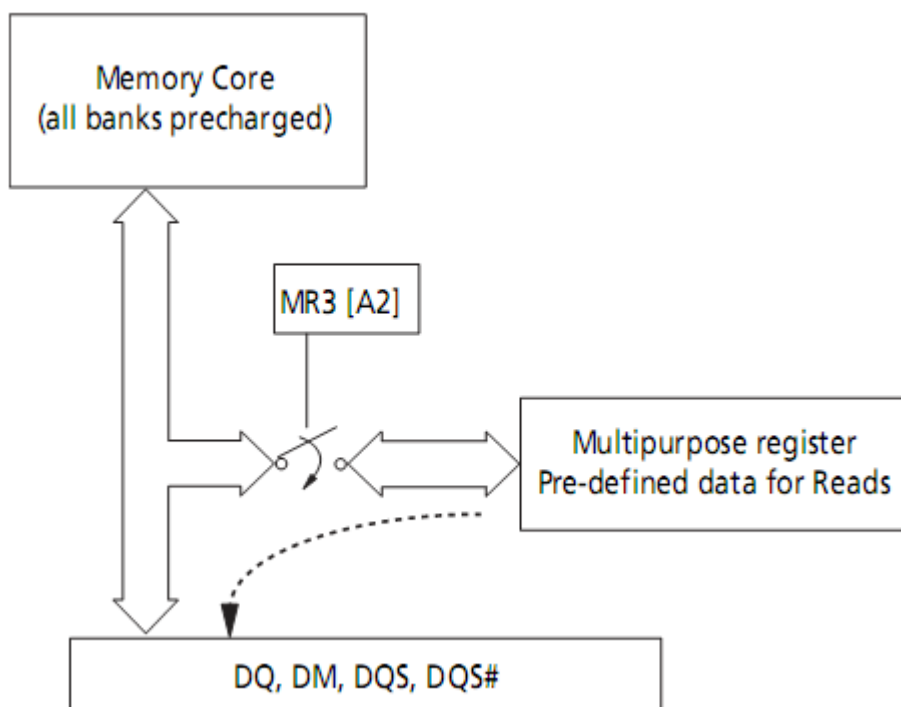 Memory Core
(all banks precharged)
MR3 [A2]
Multipurpose register
Pre-defined data for Reads
DQ, DM, DQS, DQS#